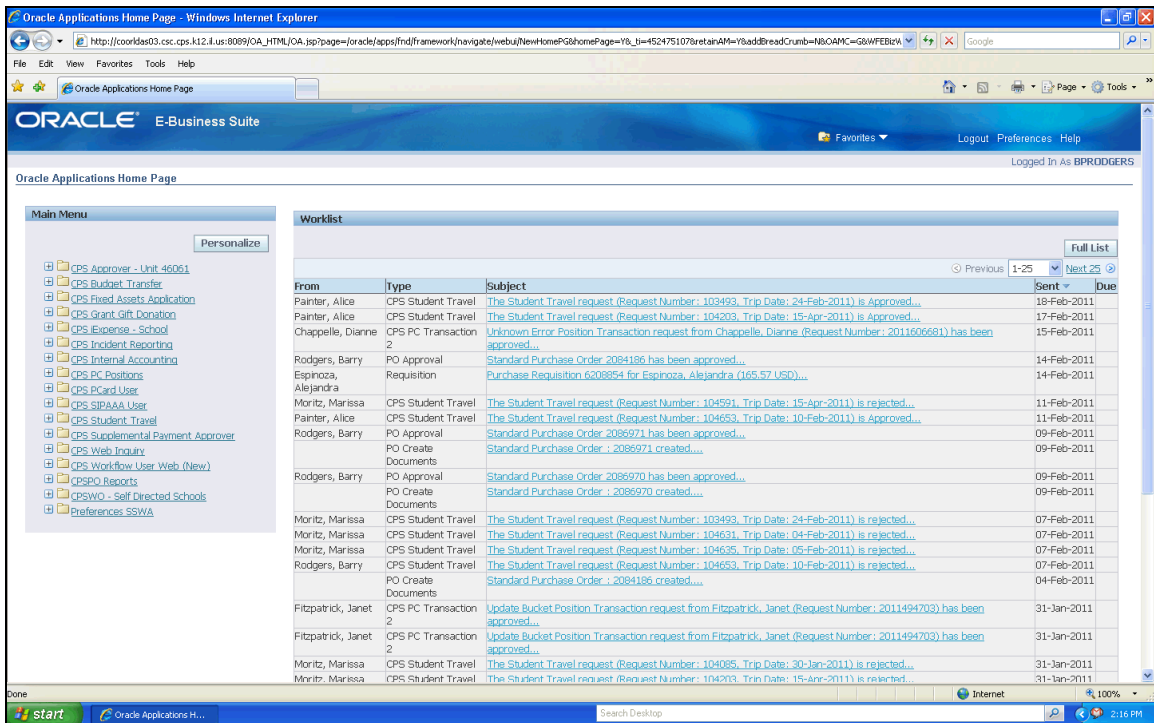 Oracle Applications Home Page - Windows Internet Explorer
http://coorldas03.csc.cps.k12.il.us:8089/OA_HTML/OA.jsp?page=/oracle/apps/fnd/framework/navigate/webui/NewHomePG&homePage=Y&_ti=452475107&retainAM=Y&addBreadCrumb=N&OAMC=G&WFEBizW
Google
File Edit View Favorites Tools Help
Oracle Applications Home Page
Page Tools
ORACLE E-Business Suite
Favorites
Logout Preferences Help
Logged In As BPRODGERS
Oracle Applications Home Page
Main Menu
Personalize
CPS Approver - Unit 46061
CPS Budget Transfer
CPS Fixed Assets Application
CPS Grant Gift Donation
CPS iExpense - School
CPS Incident Reporting
CPS Internal Accounting
CPS PC Positions
CPS PCard User
CPS SIPAAA User
CPS Student Travel
CPS Supplemental Payment Approver
CPS Web Inquiry
CPS Workflow User Web (New)
CPSPO Reports
CPSWO - Self Directed Schools
Preferences SSWA
Worklist
Full List
Previous 1-25 Next 25
From Type Subject Sent Due
Painter, Alice CPS Student Travel The Student Travel request (Request Number: 103493, Trip Date: 24-Feb-2011) is Approved... 18-Feb-2011
Painter, Alice CPS Student Travel The Student Travel request (Request Number: 104203, Trip Date: 15-Apr-2011) is Approved... 17-Feb-2011
Chappelle, Dianne CPS PC Transaction Unknown Error Position Transaction request from Chappelle, Dianne (Request Number: 2011606681) has been 15-Feb-2011
2 approved...
Rodgers, Barry PO Approval Standard Purchase Order 2084186 has been approved... 14-Feb-2011
Espinoza, Requisition Purchase Requisition 6208854 for Espinoza, Alejandra (165.57 USD)... 14-Feb-2011
Alejandra
Moritz, Marissa CPS Student Travel The Student Travel request (Request Number: 104591, Trip Date: 15-Apr-2011) is rejected... 11-Feb-2011
Painter, Alice CPS Student Travel The Student Travel request (Request Number: 104653, Trip Date: 10-Feb-2011) is Approved... 11-Feb-2011
Rodgers, Barry PO Approval Standard Purchase Order 2086971 has been approved... 09-Feb-2011
PO Create Standard Purchase Order : 2086971 created.... 09-Feb-2011
Documents
Rodgers, Barry PO Approval Standard Purchase Order 2086970 has been approved... 09-Feb-2011
PO Create Standard Purchase Order : 2086970 created.... 09-Feb-2011
Documents
Moritz, Marissa CPS Student Travel The Student Travel request (Request Number: 103493, Trip Date: 24-Feb-2011) is rejected... 07-Feb-2011
Moritz, Marissa CPS Student Travel The Student Travel request (Request Number: 104631, Trip Date: 04-Feb-2011) is rejected... 07-Feb-2011
Moritz, Marissa CPS Student Travel The Student Travel request (Request Number: 104635, Trip Date: 05-Feb-2011) is rejected... 07-Feb-2011
Rodgers, Barry CPS Student Travel The Student Travel request (Request Number: 104653, Trip Date: 10-Feb-2011) is rejected... 07-Feb-2011
PO Create Standard Purchase Order : 2084186 created.... 04-Feb-2011
Documents
Fitzpatrick, Janet CPS PC Transaction Update Bucket Position Transaction request from Fitzpatrick, Janet (Request Number: 2011494703) has been 31-Jan-2011
2 approved...
Fitzpatrick, Janet CPS PC Transaction Update Bucket Position Transaction request from Fitzpatrick, Janet (Request Number: 2011494703) has been 31-Jan-2011
2 approved...
Moritz, Marissa CPS Student Travel The Student Travel request (Request Number: 104085, Trip Date: 30-Jan-2011) is rejected... 31-Jan-2011
Moritz, Marissa CPS Student Travel The Student Travel request (Request Number: 104203, Trip Date: 15-Apr-2011) is rejected... 31-Jan-2011
Done Internet 100%
start Oracle Applications H... Search Desktop 2:16 PM